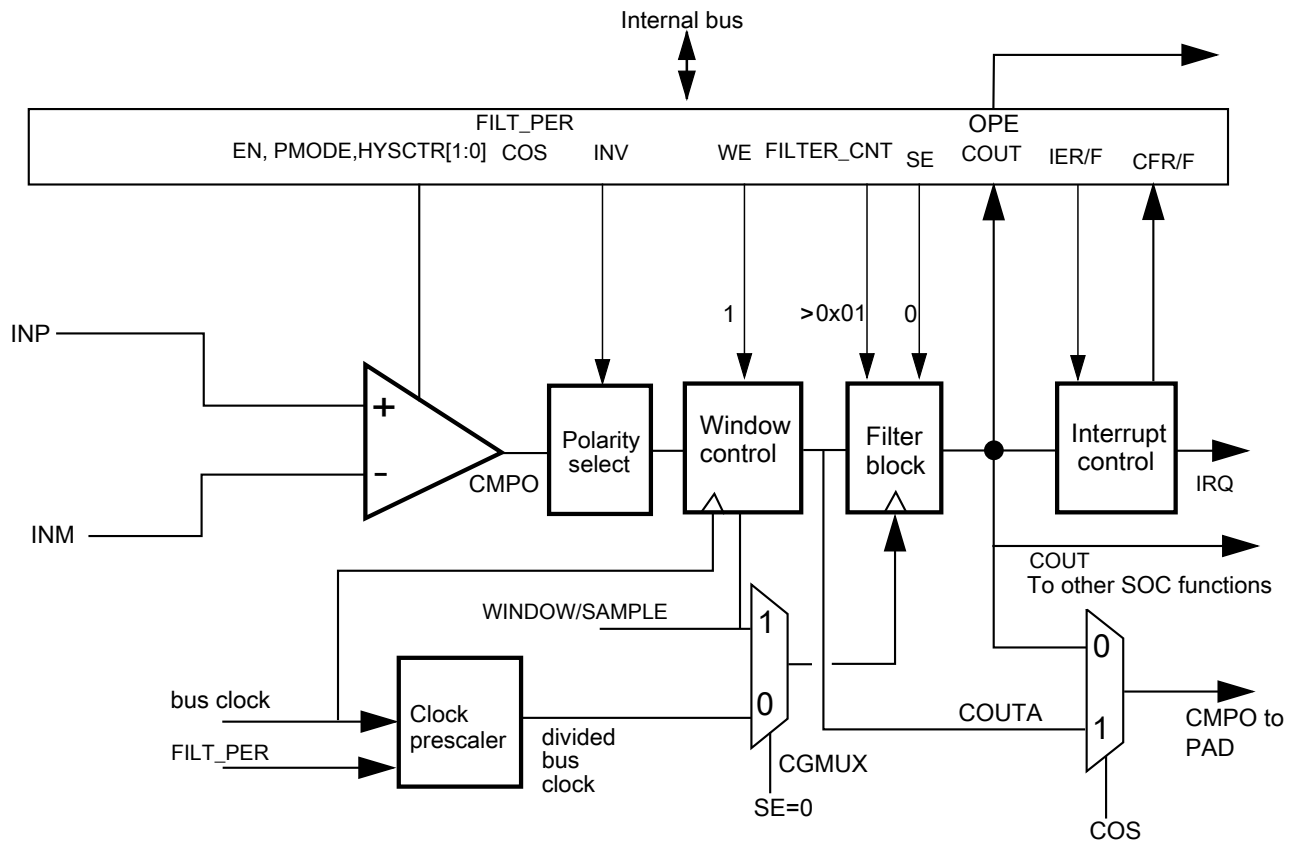 Internal bus
FILT_PER
OPE
EN, PMODE,HYSCTR[1:0]
COS
INV
WE
FILTER_CNT
SE
COUT
IER/F
CFR/F
1
>0x01
0
INP
+
-
INM
CMPO
Polarity
select
Window
control
Filter
block
Interrupt
control
IRQ
COUT
To other SOC functions
WINDOW/SAMPLE
1
0
0
1
bus clock
FILT_PER
Clock
prescaler
divided
bus
clock
CGMUX
SE=0
COUTA
CMPO to
PAD
COS